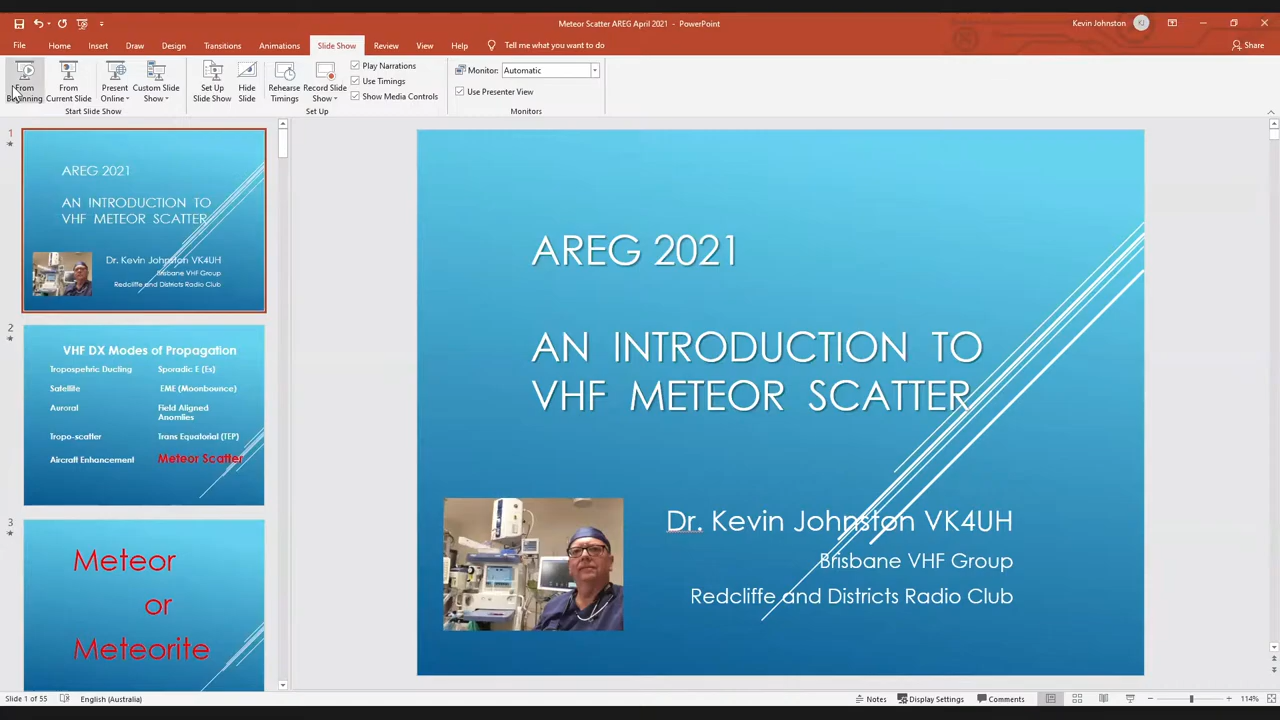 Meteor Scatter AREG April 2021 - PowerPoint
Kevin Johnston
File Home Insert Draw Design Transitions Animations Slide Show Review View Help Tell me what you want to do
Share
From Beginning
From Current Slide
Present Online
Custom Slide Show
Set Up Slide Show
Hide Slide
Rehearse Timings
Record Slide Show
Play Narrations
Use Timings
Show Media Controls
Monitor: Automatic
Use Presenter View
Start Slide Show
Set Up
Monitors
1
AREG 2021
AN INTRODUCTION TO
VHF METEOR SCATTER
Dr. Kevin Johnston VK4UH
Brisbane VHF Group
Redcliffe and Districts Radio Club
2
VHF DX Modes of Propagation
Tropospehric Ducting Sporadic E (Es)
Satellite EME (Moonbounce)
Auroral Field Aligned
Anomlies
Tropo-scatter Trans Equatorial (TEP)
Aircraft Enhancement Meteor Scatter
3
Meteor
or
Meteorite
AREG 2021
AN INTRODUCTION TO
VHF METEOR SCATTER
Dr. Kevin Johnston VK4UH
Brisbane VHF Group
Redcliffe and Districts Radio Club
Slide 1 of 55 English (Australia) Notes Display Settings Comments 114%